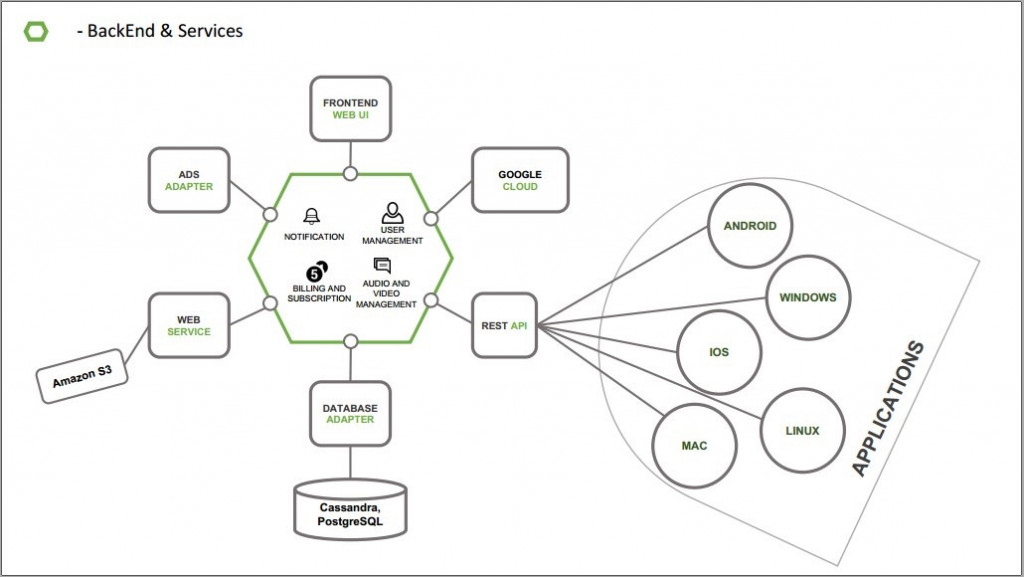 - BackEnd & Services
FRONTEND
WEB UI
ADS
ADAPTER
GOOGLE
CLOUD
NOTIFICATION
USER
MANAGEMENT
5
BILLING AND
SUBSCRIPTION
AUDIO AND
VIDEO
MANAGEMENT
WEB
SERVICE
REST API
Amazon S3
DATABASE
ADAPTER
Cassandra,
PostgreSQL
ANDROID
WINDOWS
IOS
LINUX
MAC
APPLICATIONS